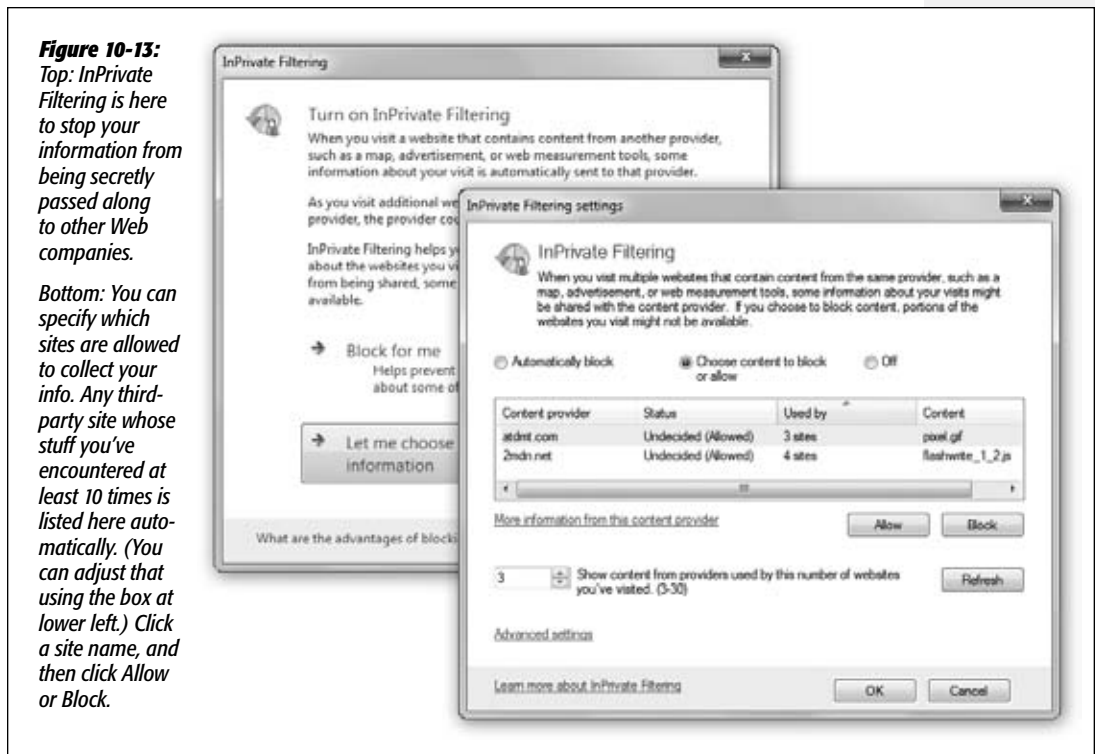 Figure 10-13:
Top: InPrivate
Filtering is here
to stop your
information from
being secretly
passed along
to other Web
companies.
Bottom: You can
specify which
sites are allowed
to collect your
info. Any third-
party site whose
stuff you've
encountered at
least 10 times is
listed here auto-
matically. (You
can adjust that
using the box at
lower left.) Click
a site name, and
then click Allow
or Block.
InPrivate Filtering
Turn on InPrivate Filtering
When you visit a website that contains content from another provider,
such as a map, advertisement, or web measurement tools, some
information about your visit is automatically sent to that provider.
As you visit additional we
provider, the provider cou
InPrivate Filtering helps y
about the websites you vi
from being shared, some
available.
Block for me
Helps prevent
about some of
Let me choose
information
What are the advantages of blocki
InPrivate Filtering settings
InPrivate Filtering
When you visit multiple websites that contain content from the same provider, such as a
map, advertisement, or web measurement tools, some information about your visits might
be shared with the content provider. If you choose to block content, portions of the
websites you visit might not be available.
Automatically block
Choose content to block
or allow
Off
Content provider Status Used by Content
atdmt.com Undecided (Allowed) 3 sites pixel.gif
2mdn.net Undecided (Allowed) 4 sites flashwrite_1_2.js
More information from this content provider
Allow Block
3 Show content from providers used by this number of websites
you've visited. (3-30)
Refresh
Advanced settings
Learn more about InPrivate Filtering
OK Cancel